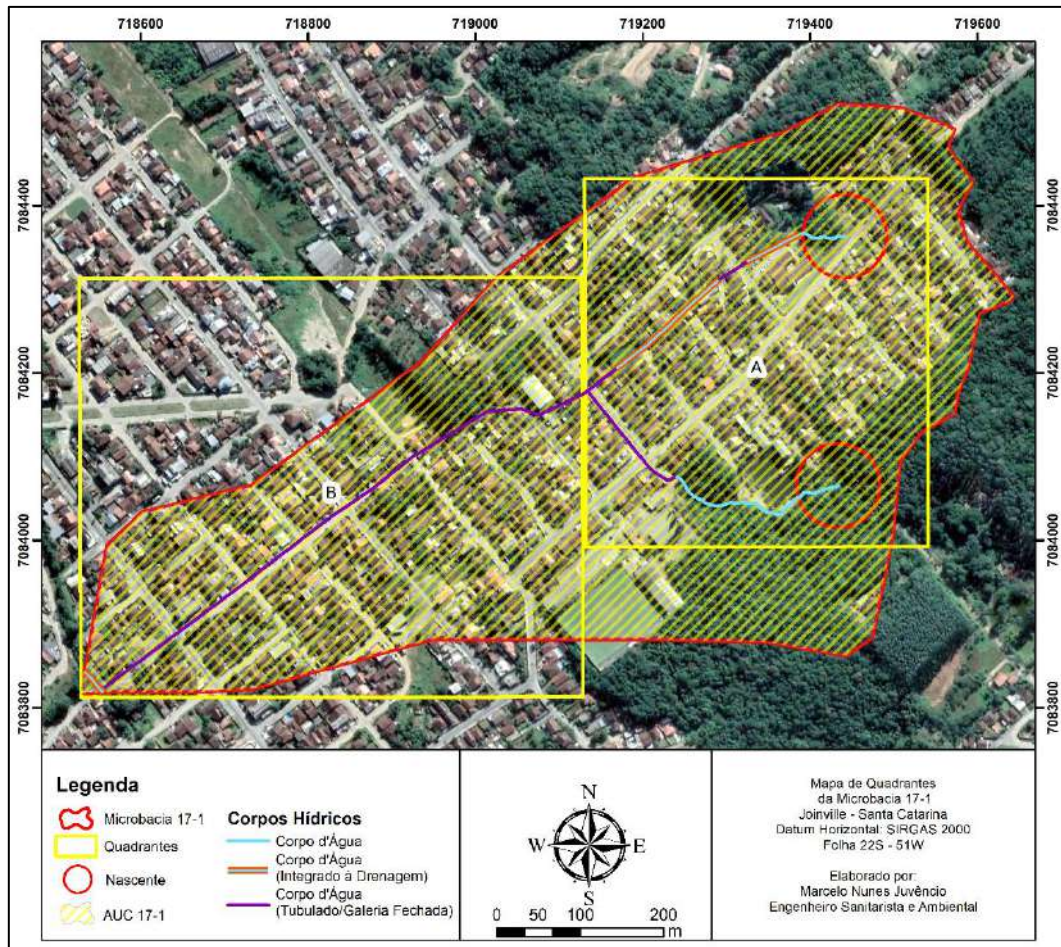 718600 718800 719000 719200 719400 719600
7084400 7084400
7084200 7084200
7084000 7084000
7083800 7083800
A
B
Legenda
Microbacia 17-1
Quadrantes
Nascente
AUC 17-1
Corpos Hídricos
Corpo d'Água
Corpo d'Água
(Integrado à Drenagem)
Corpo d'Água
(Tubulado/Galeria Fechada)
N
W E
S
0 50 100 200
m
Mapa de Quadrantes
da Microbacia 17-1
Joinville - Santa Catarina
Datum Horizontal: SIRGAS 2000
Folha 22S - 51W
Elaborado por:
Marcelo Nunes Juvêncio
Engenheiro Sanitarista e Ambiental